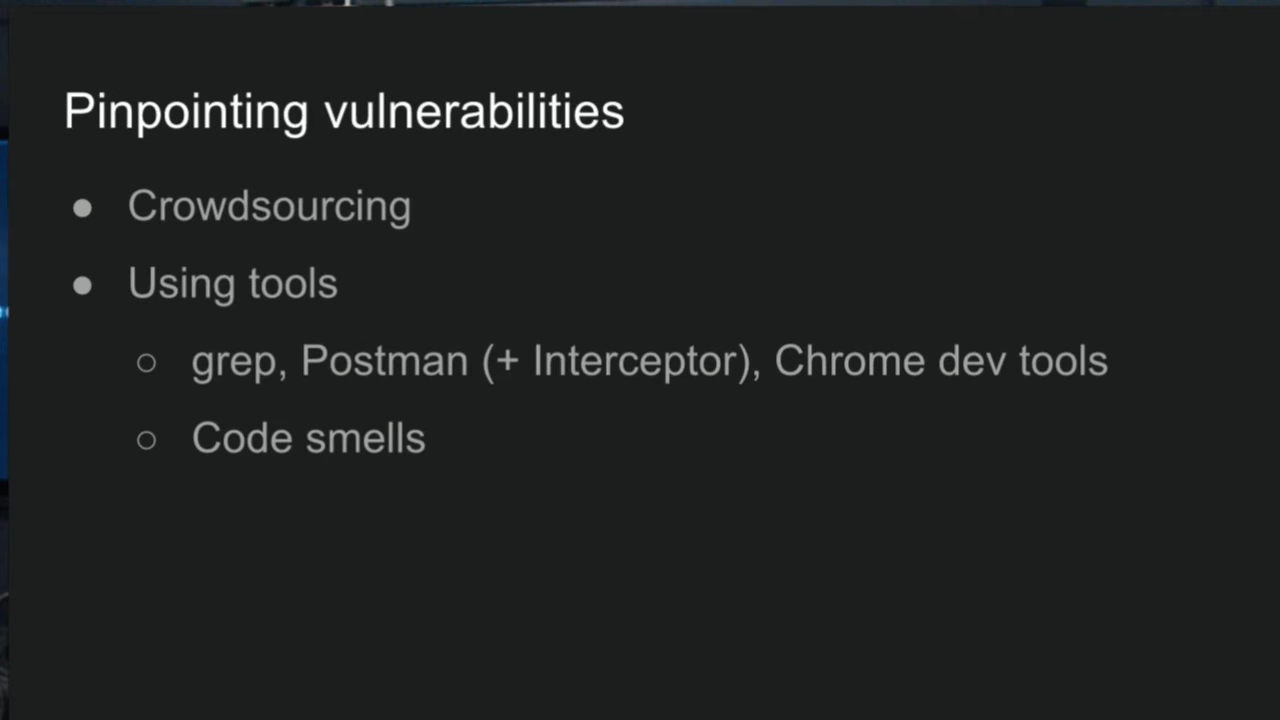 Pinpointing vulnerabilities
● Crowdsourcing
● Using tools
○ grep, Postman (+ Interceptor), Chrome dev tools
○ Code smells